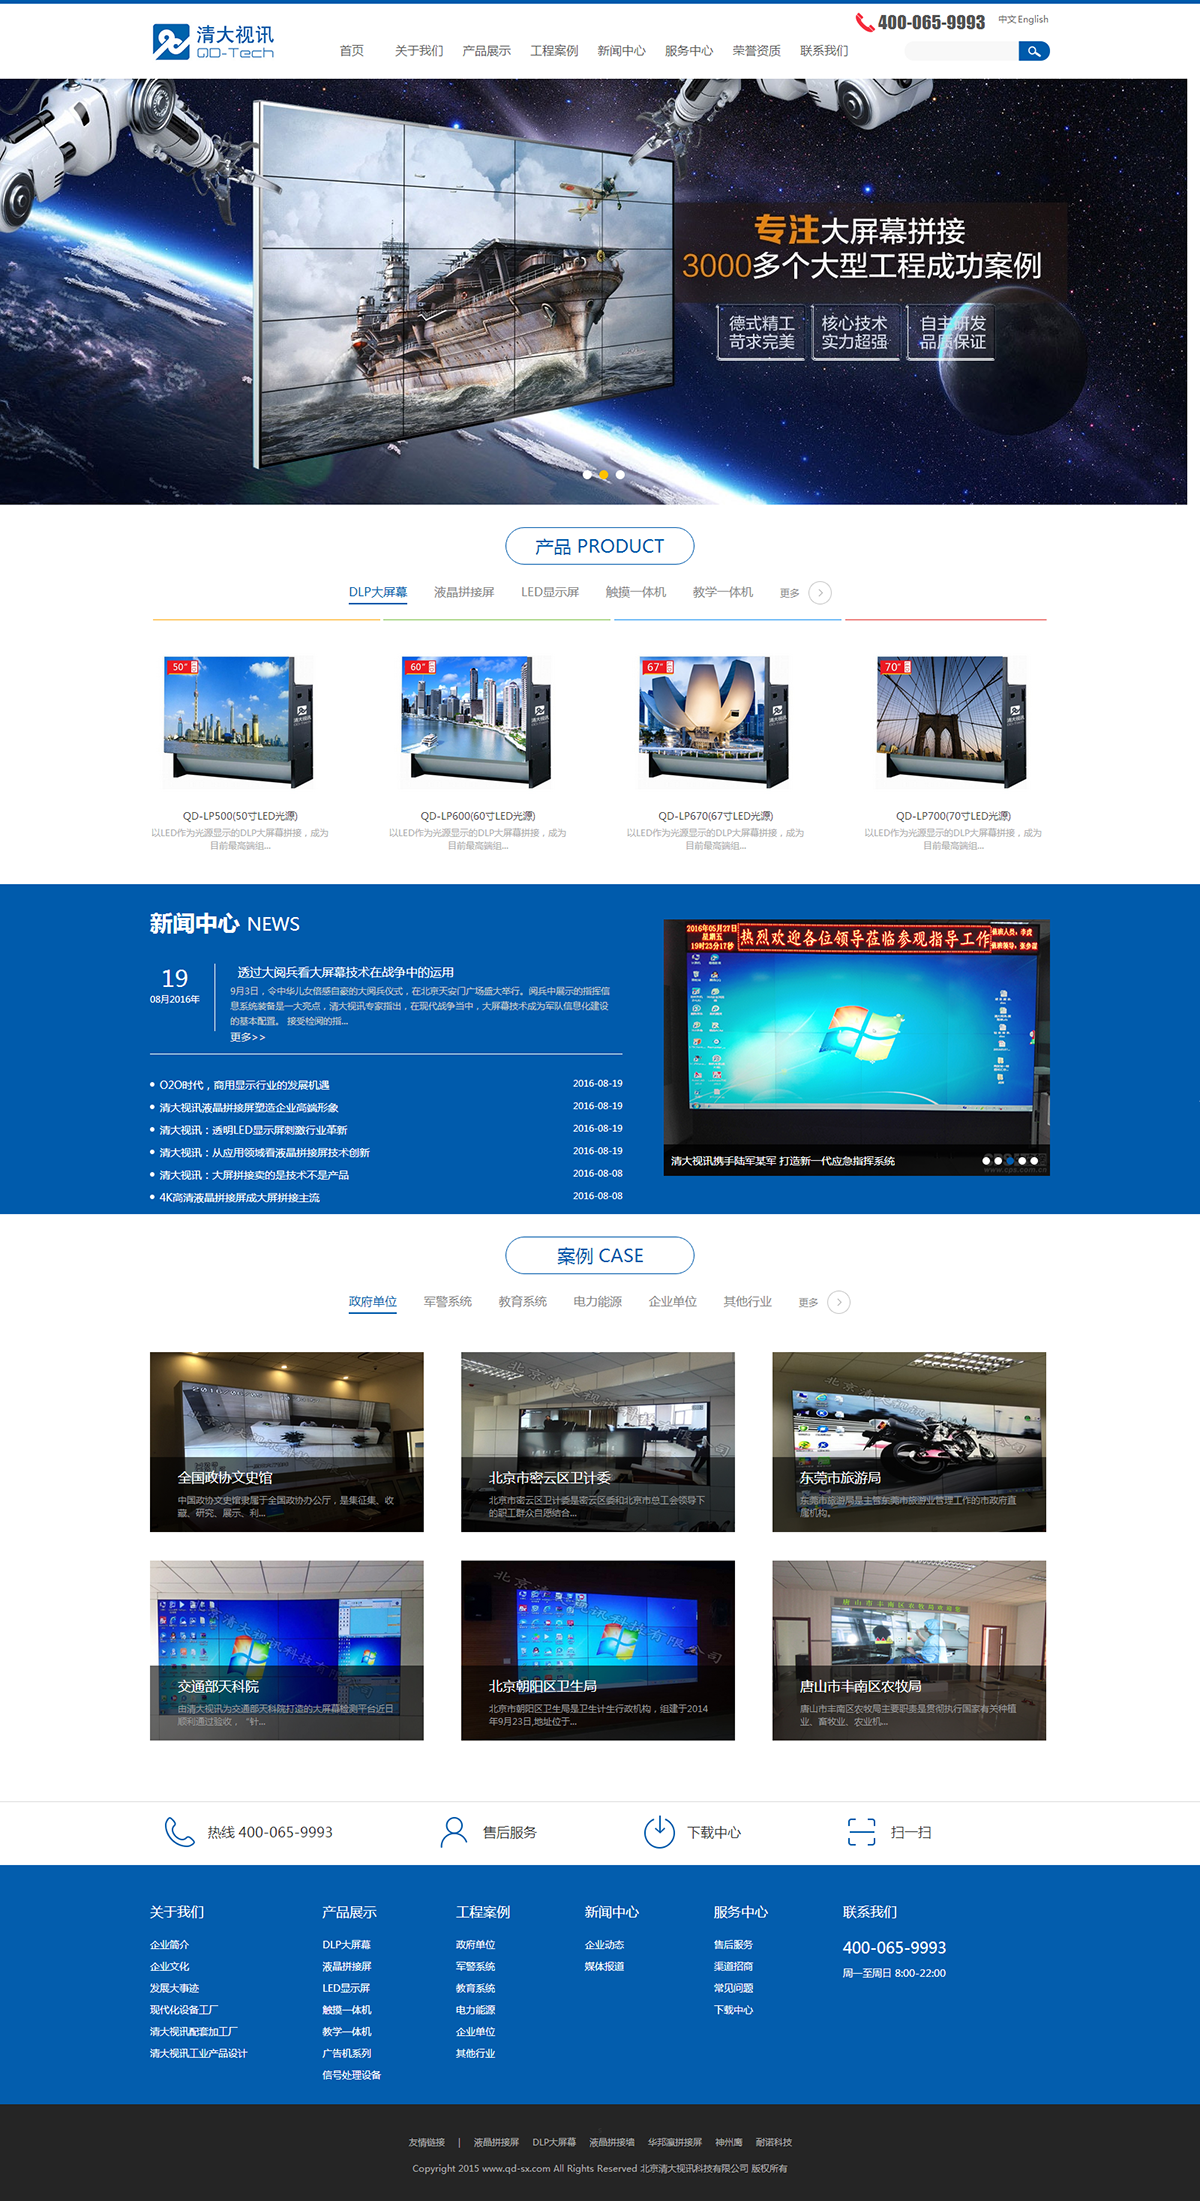 清大视讯
QD-Tech
400-065-9993
中文 English
首页 关于我们 产品展示 工程案例 新闻中心 服务中心 荣誉资质 联系我们
专注大屏幕拼接
3000多个大型工程成功案例
德式精工 苛求完美
核心技术 实力超强
自主研发 品质保证
产品 PRODUCT
DLP大屏幕 液晶拼接屏 LED显示屏 触摸一体机 教学一体机 更多
50"
60"
67"
70"
QD-LP500(50寸LED光源)
以LED作为光源显示的DLP大屏幕拼接，成为
目前最高端组...
QD-LP600(60寸LED光源)
以LED作为光源显示的DLP大屏幕拼接，成为
目前最高端组...
QD-LP670(67寸LED光源)
以LED作为光源显示的DLP大屏幕拼接，成为
目前最高端组...
QD-LP700(70寸LED光源)
以LED作为光源显示的DLP大屏幕拼接，成为
目前最高端组...
新闻中心 NEWS
19
08月2016年
透过大阅兵看大屏幕技术在战争中的运用
9月3日，令中华儿女倍感自豪的大阅兵仪式，在北京天安门广场盛大举行。阅兵中展示的指挥信
息系统装备是一大亮点，清大视讯专家指出，在现代战争当中，大屏幕技术成为军队信息化建设
的基本配置。 接受检阅的指...
更多>>
O2O时代，商用显示行业的发展机遇 2016-08-19
清大视讯液晶拼接屏塑造企业高端形象 2016-08-19
清大视讯：透明LED显示屏刺激行业革新 2016-08-19
清大视讯：从应用领域看液晶拼接屏技术创新 2016-08-19
清大视讯：大屏拼接卖的是技术不是产品 2016-08-08
4K高清液晶拼接屏成大屏拼接主流 2016-08-08
2016年05月27日
星期五
19时23分17秒
热烈欢迎各位领导莅临参观指导工作
清大视讯携手陆军某军 打造新一代应急指挥系统
案例 CASE
政府单位 军警系统 教育系统 电力能源 企业单位 其他行业 更多
全国政协文史馆
中国政协文史馆隶属于全国政协办公厅，是集征集、收
藏、研究、展示、利...
北京市密云区卫计委
北京市密云区卫计委是密云区委和北京市总工会领导下
的职工群众自愿结合...
东莞市旅游局
东莞市旅游局是主管东莞市旅游业管理工作的市政府直
属机构。
交通部天科院
由清大视讯为交通部天科院打造的大屏幕检测平台近日
顺利通过验收，“针...
北京朝阳区卫生局
北京市朝阳区卫生局是卫生计生行政机构，组建于2014
年9月23日,地址位于...
唐山市丰南区农牧局
唐山市丰南区农牧局主要职责是贯彻执行国家有关种植
业、畜牧业、农业机...
热线 400-065-9993
售后服务
下载中心
扫一扫
关于我们
企业简介
企业文化
发展大事迹
现代化设备工厂
清大视讯配套加工厂
清大视讯工业产品设计
产品展示
DLP大屏幕
液晶拼接屏
LED显示屏
触摸一体机
教学一体机
广告机系列
信号处理设备
工程案例
政府单位
军警系统
教育系统
电力能源
企业单位
其他行业
新闻中心
企业动态
媒体报道
服务中心
售后服务
渠道招商
常见问题
下载中心
联系我们
400-065-9993
周一至周日 8:00-22:00
友情链接 | 液晶拼接屏 DLP大屏幕 液晶拼接墙 华邦瀛拼接屏 神州鹰 耐诺科技
Copyright 2015 www.qd-sx.com All Rights Reserved 北京清大视讯科技有限公司 版权所有